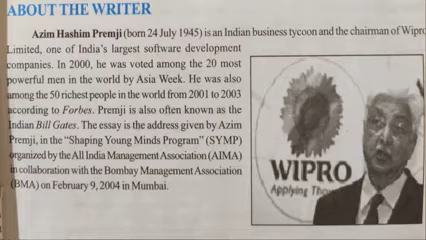 ABOUT THE WRITER
Azim Hashim Premji (born 24 July 1945) is an Indian business tycoon and the chairman of Wipro
Limited, one of India's largest software development
companies. In 2000, he was voted among the 20 most
powerful men in the world by Asia Week. He was also
among the 50 richest people in the world from 2001 to 2003
according to Forbes. Premji is also often known as the
Indian Bill Gates. The essay is the address given by Azim
Premji, in the "Shaping Young Minds Program" (SYMP)
organized by the All India Management Association (AIMA)
in collaboration with the Bombay Management Association
(BMA) on February 9, 2004 in Mumbai.
WIPRO
Applying